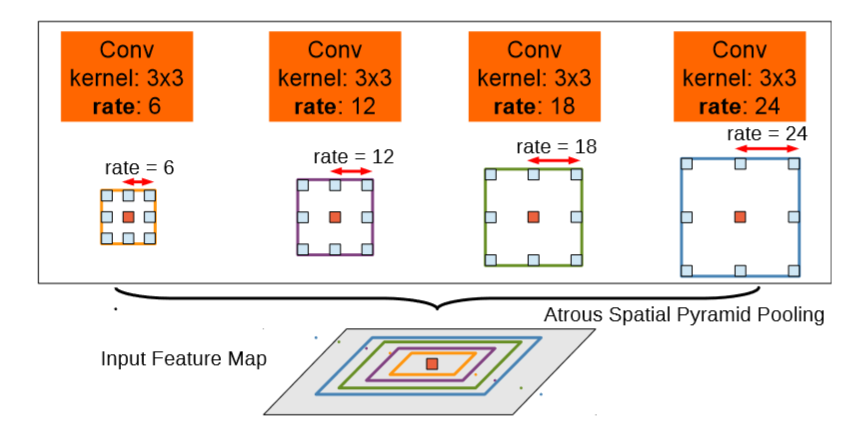 Conv
kernel: 3x3
rate: 6
Conv
kernel: 3x3
rate: 12
Conv
kernel: 3x3
rate: 18
Conv
kernel: 3x3
rate: 24
rate = 6
rate = 12
rate = 18
rate = 24
Atrous Spatial Pyramid Pooling
Input Feature Map